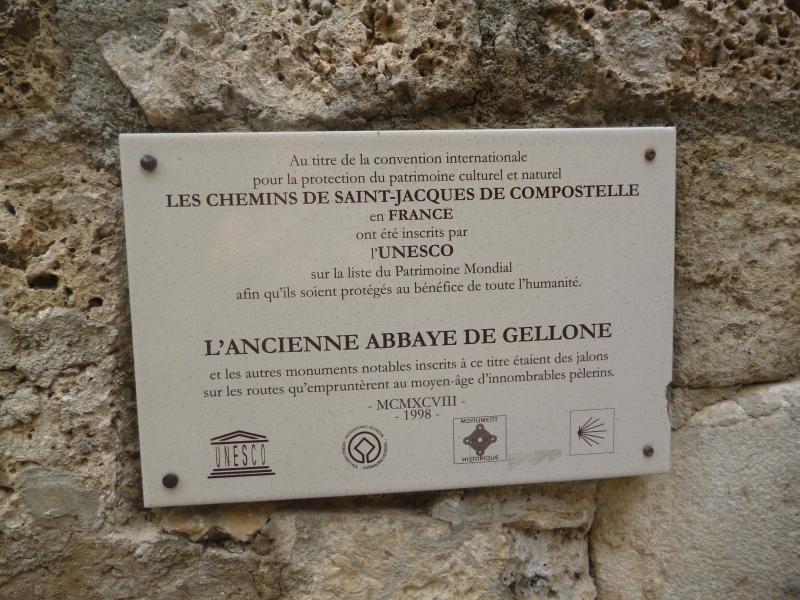 Au titre de la convention internationale
pour la protection du patrimoine culturel et naturel
LES CHEMINS DE SAINT-JACQUES DE COMPOSTELLE
en FRANCE
ont été inscrits par
l'UNESCO
sur la liste du Patrimoine Mondial
afin qu'ils soient protégés au bénéfice de toute l'humanité.
L'ANCIENNE ABBAYE DE GELLONE
et les autres monuments notables inscrits à ce titre étaient des jalons
sur les routes qu'empruntèrent au moyen-âge d'innombrables pèlerins.
- MCMXCVIII -
- 1998 -
UNESCO
MONUMENT
HISTORIQUE